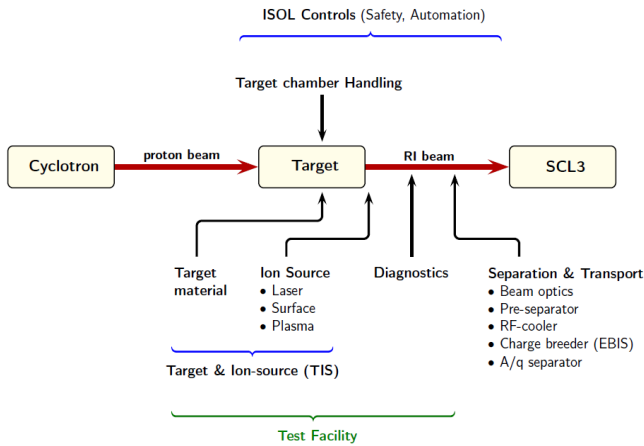 ISOL Controls (Safety, Automation)
Target chamber Handling
Cyclotron
proton beam
Target
RI beam
SCL3
Target
material
Ion Source
• Laser
• Surface
• Plasma
Diagnostics
Separation & Transport
• Beam optics
• Pre-separator
• RF-cooler
• Charge breeder (EBIS)
• A/q separator
Target & Ion-source (TIS)
Test Facility